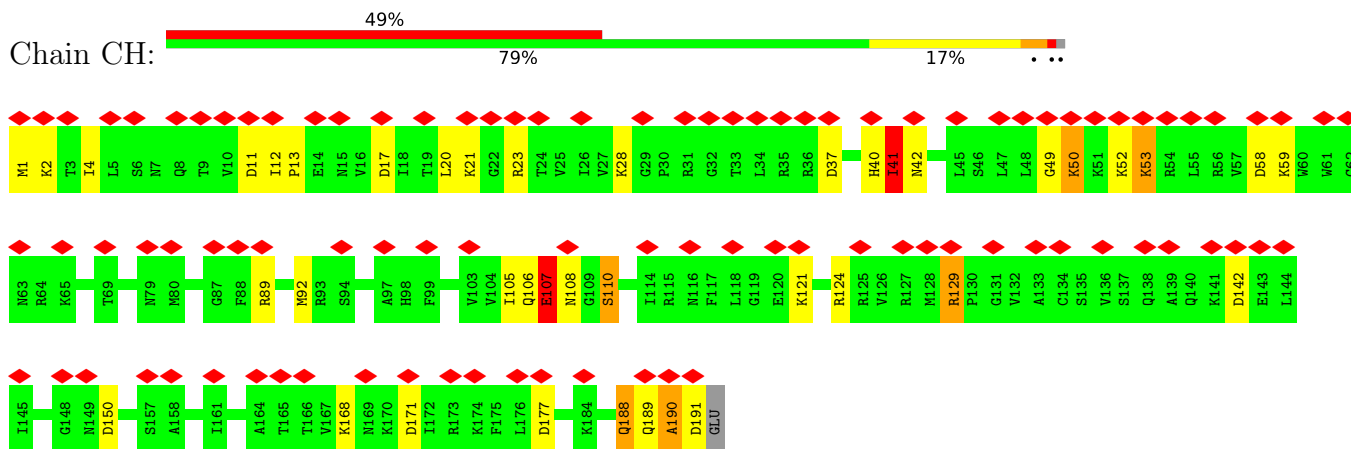 49%
Chain CH:
79% 17% . ..
M1 K2 T3 I4 L5 S6 N7 Q8 T9 V10 D11 I12 P13 E14 N15 V16 D17 I18 T19 L20 K21 G22 R23 T24 V25 I26 V27 K28 G29 P30 R31 G32 T33 L34 R35 R36 D37 H40 I41 N42 L45 S46 L47 L48 G49 K50 K51 K52 K53 R54 L55 R56 V57 D58 K59 W60 W61 G62
N63 R64 K65 T69 N79 M80 G87 F88 R89 M92 R93 S94 A97 H98 F99 V103 V104 I105 Q106 E107 N108 G109 S110 I114 R115 N116 F117 L118 G119 E120 K121 R124 R125 V126 R127 M128 R129 P130 G131 V132 A133 C134 S135 V136 S137 Q138 A139 Q140 K141 D142 E143 L144
I145 G148 N149 D150 S157 A158 I161 A164 T165 T166 V167 K168 N169 K170 D171 I172 R173 K174 F175 L176 D177 K184 Q188 Q189 A190 D191 GLU